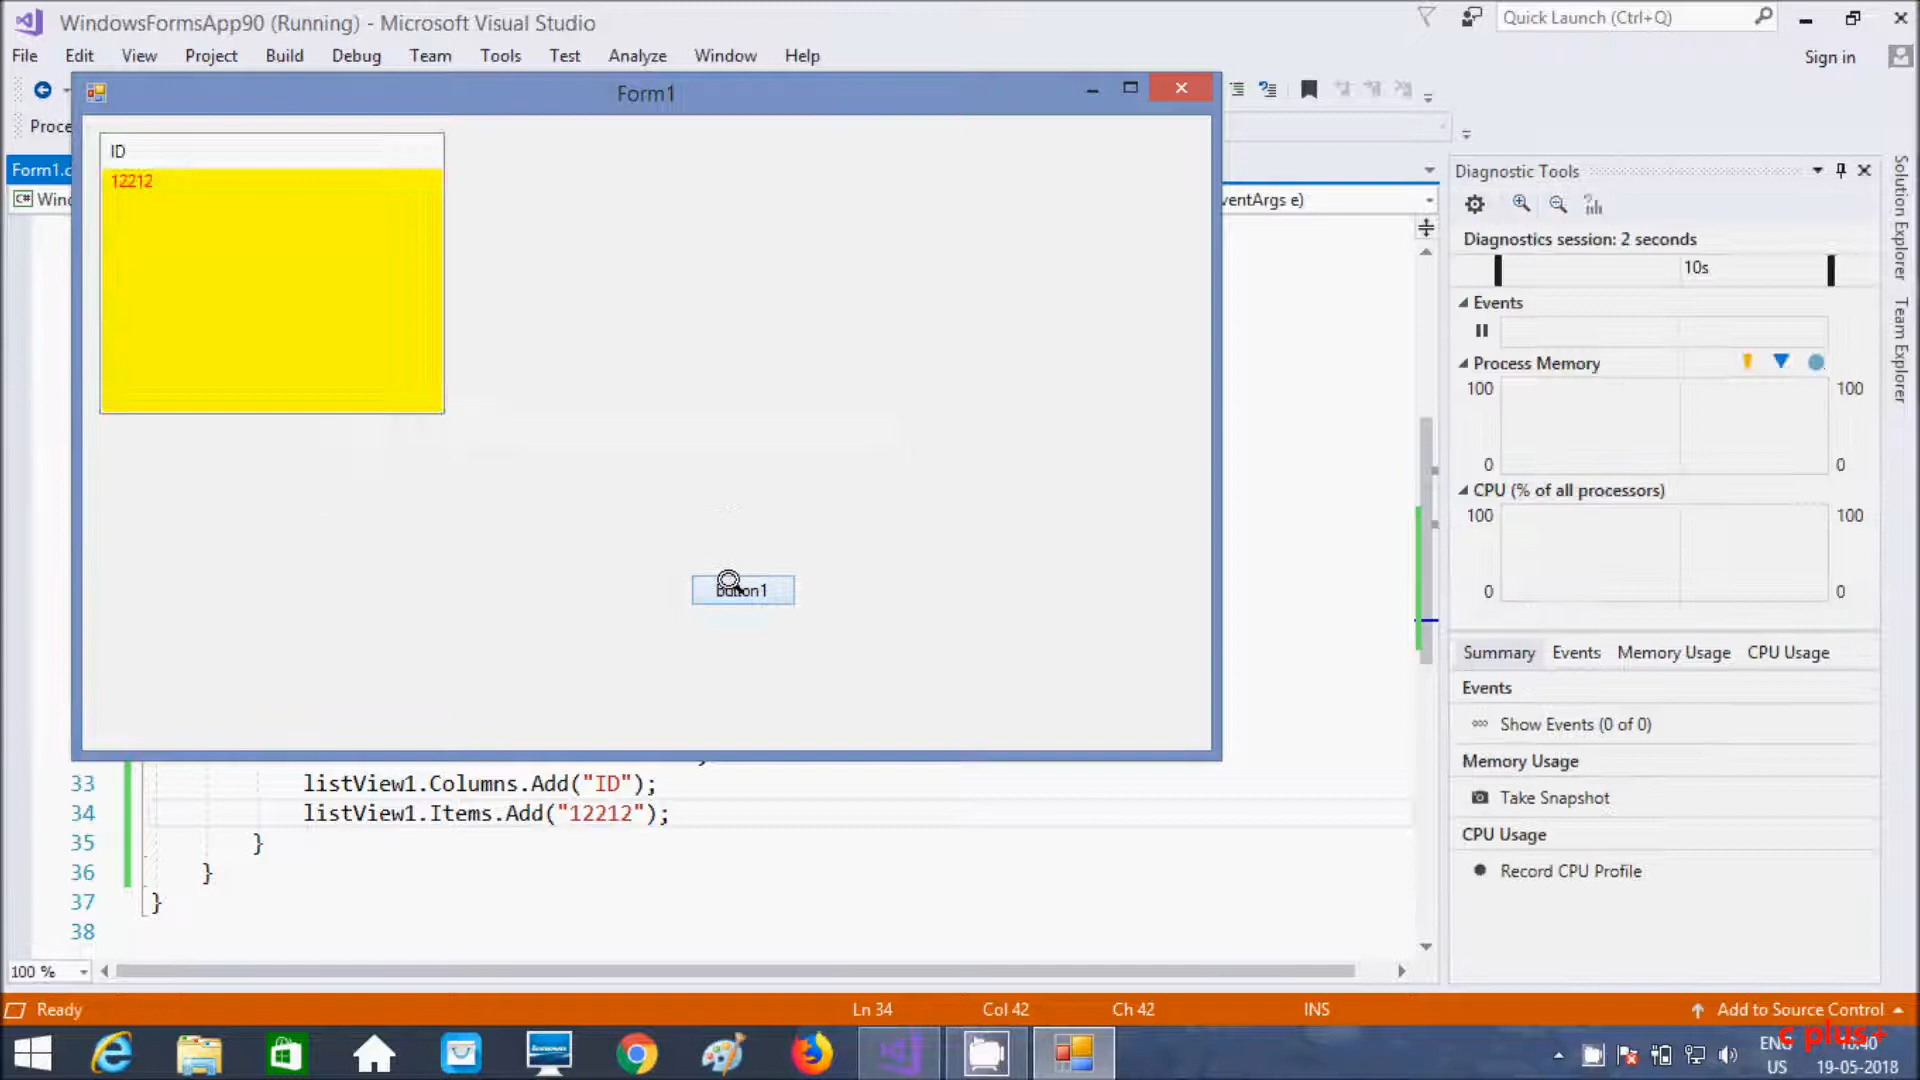 WindowsFormsApp90 (Running) - Microsoft Visual Studio
Quick Launch (Ctrl+Q)
File Edit View Project Build Debug Team Tools Test Analyze Window Help
Sign in
Form1
Proce
ID
12212
Form1.c
Wind
C#
ventArgs e)
button1
Diagnostic Tools
Diagnostics session: 2 seconds
10s
Events
Process Memory
100 100
0 0
CPU (% of all processors)
100 100
0 0
Summary Events Memory Usage CPU Usage
Events
Show Events (0 of 0)
Memory Usage
Take Snapshot
CPU Usage
Record CPU Profile
Solution Explorer
Team Explorer
33 listView1.Columns.Add("ID");
34 listView1.Items.Add("12212");
35 }
36 }
37 }
38
100 %
Ready Ln 34 Col 42 Ch 42 INS Add to Source Control
c plus+
ENG
US 19-05-2018